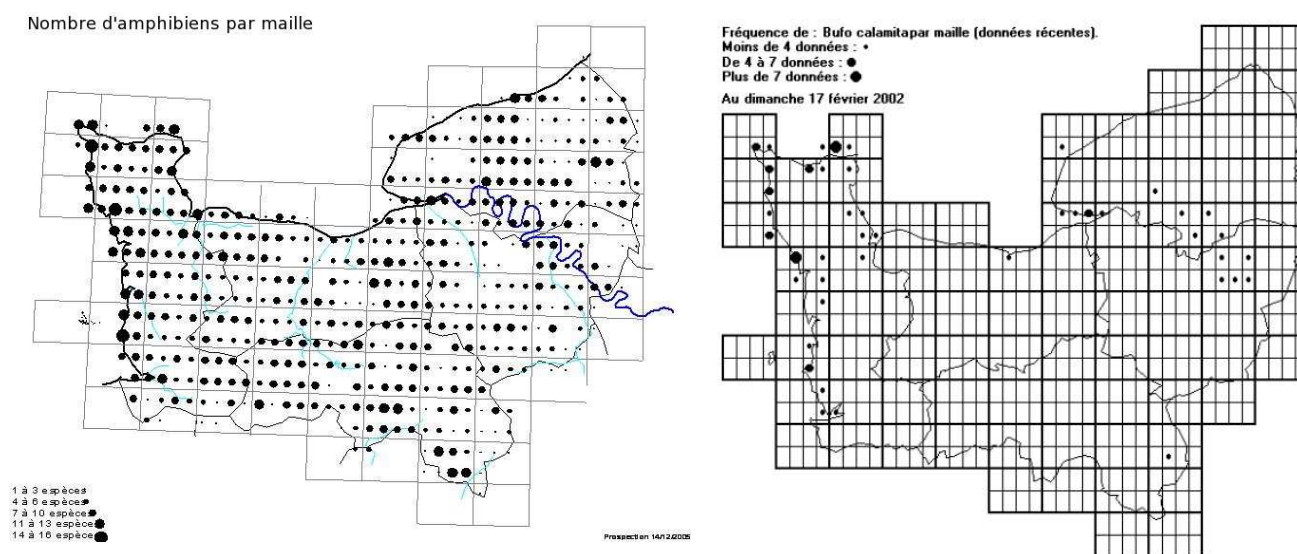 Nombre d'amphibiens par maille
1 à 3 espèces
4 à 6 espèces
7 à 10 espèces
11 à 13 espèces
14 à 16 espèces
Prospection 14/12/2005
Fréquence de : Bufo calamitapar maille (données récentes).
Moins de 4 données :
De 4 à 7 données :
Plus de 7 données :
Au dimanche 17 février 2002